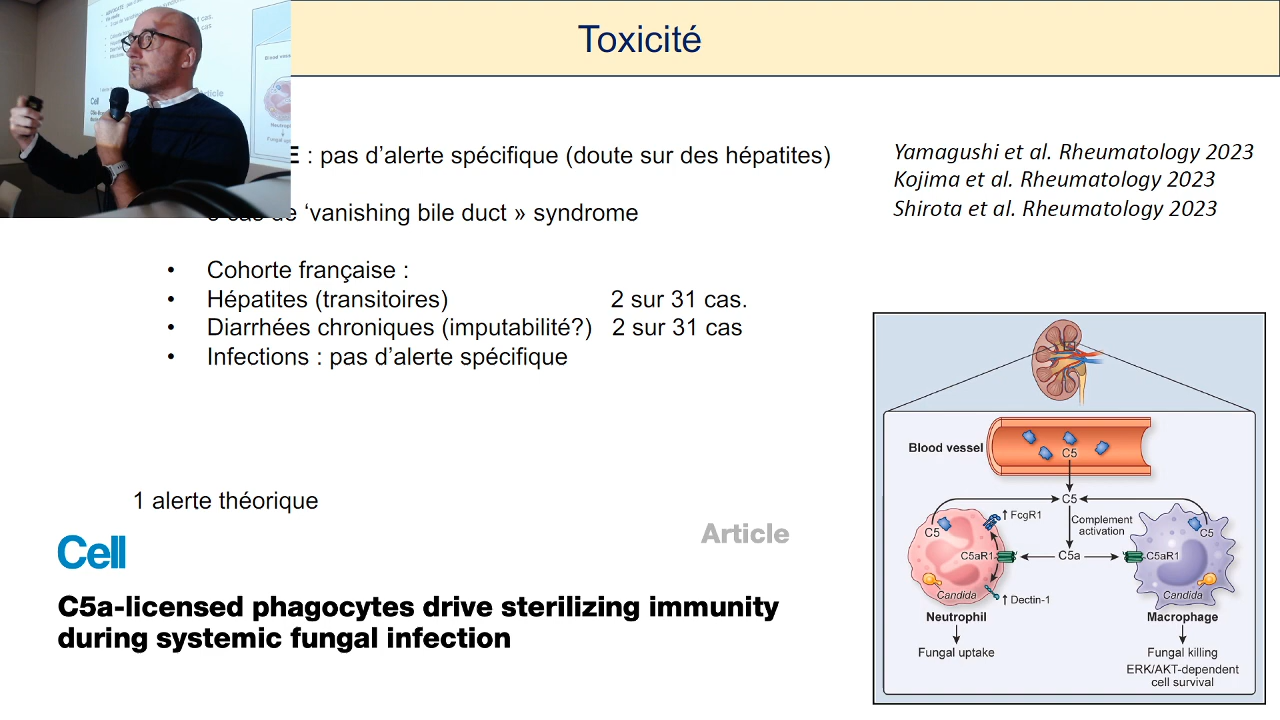 Toxicité
E : pas d’alerte spécifique (doute sur des hépatites)
Yamagushi et al. Rheumatology 2023
Kojima et al. Rheumatology 2023
Shirota et al. Rheumatology 2023
‘vanishing bile duct » syndrome
• Cohorte française :
• Hépatites (transitoires) 2 sur 31 cas.
• Diarrhées chroniques (imputabilité?) 2 sur 31 cas
• Infections : pas d’alerte spécifique
1 alerte théorique
Cell
Article
C5a-licensed phagocytes drive sterilizing immunity
during systemic fungal infection
Blood vessel
C5
C5
C5
↑ FcgR1
Complement
activation
C5
C5aR1
C5a
C5aR1
Candida
↑ Dectin-1
Candida
Neutrophil
Macrophage
Fungal uptake
Fungal killing
ERK/AKT-dependent
cell survival